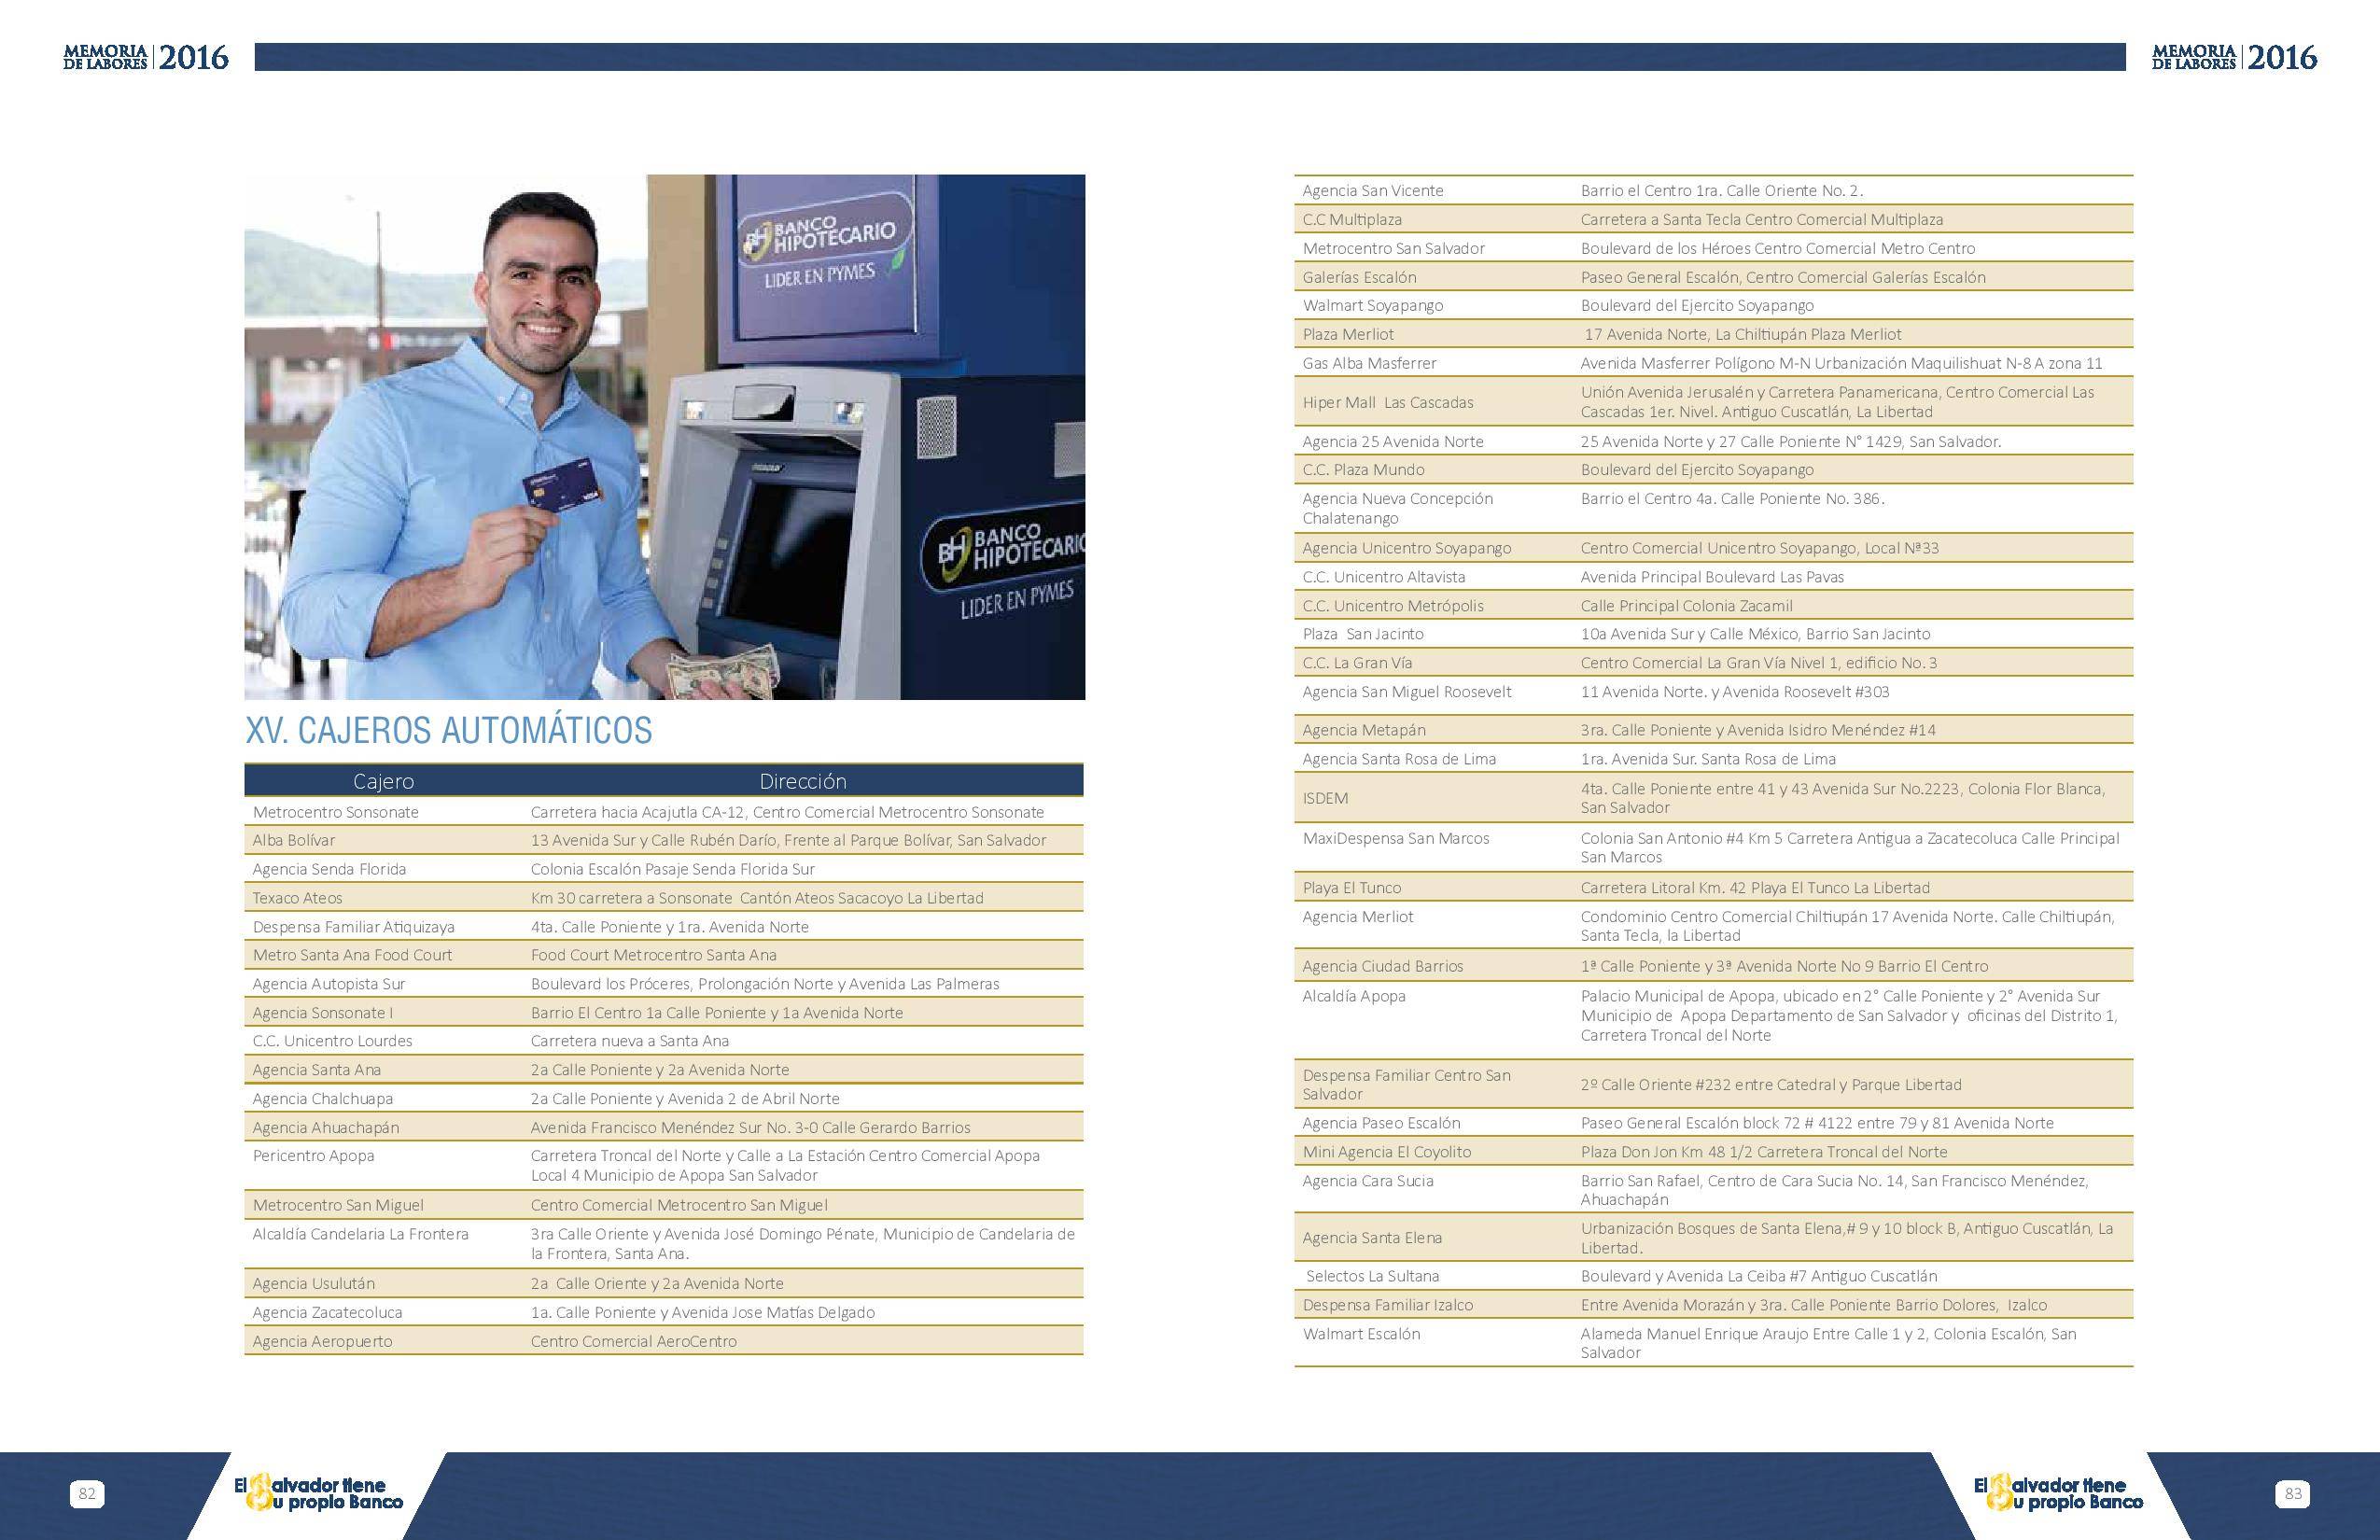 MEMORIA
DE LABORES 2016
MEMORIA
DE LABORES 2016
BH BANCO
HIPOTECARIO
LIDER EN PYMES
BH BANCO
HIPOTECARIO
LIDER EN PYMES
VISA
XV. CAJEROS AUTOMÁTICOS
Cajero Dirección
Metrocentro Sonsonate Carretera hacia Acajutla CA-12, Centro Comercial Metrocentro Sonsonate
Alba Bolívar 13 Avenida Sur y Calle Rubén Darío, Frente al Parque Bolívar, San Salvador
Agencia Senda Florida Colonia Escalón Pasaje Senda Florida Sur
Texaco Ateos Km 30 carretera a Sonsonate Cantón Ateos Sacacoyo La Libertad
Despensa Familiar Atiquizaya 4ta. Calle Poniente y 1ra. Avenida Norte
Metro Santa Ana Food Court Food Court Metrocentro Santa Ana
Agencia Autopista Sur Boulevard los Próceres, Prolongación Norte y Avenida Las Palmeras
Agencia Sonsonate I Barrio El Centro 1a Calle Poniente y 1a Avenida Norte
C.C. Unicentro Lourdes Carretera nueva a Santa Ana
Agencia Santa Ana 2a Calle Poniente y 2a Avenida Norte
Agencia Chalchuapa 2a Calle Poniente y Avenida 2 de Abril Norte
Agencia Ahuachapán Avenida Francisco Menéndez Sur No. 3-0 Calle Gerardo Barrios
Pericentro Apopa Carretera Troncal del Norte y Calle a La Estación Centro Comercial Apopa
Local 4 Municipio de Apopa San Salvador
Metrocentro San Miguel Centro Comercial Metrocentro San Miguel
Alcaldía Candelaria La Frontera 3ra Calle Oriente y Avenida José Domingo Pénate, Municipio de Candelaria de
la Frontera, Santa Ana.
Agencia Usulután 2a Calle Oriente y 2a Avenida Norte
Agencia Zacatecoluca 1a. Calle Poniente y Avenida Jose Matías Delgado
Agencia Aeropuerto Centro Comercial AeroCentro
Agencia San Vicente Barrio el Centro 1ra. Calle Oriente No. 2.
C.C Multiplaza Carretera a Santa Tecla Centro Comercial Multiplaza
Metrocentro San Salvador Boulevard de los Héroes Centro Comercial Metro Centro
Galerías Escalón Paseo General Escalón, Centro Comercial Galerías Escalón
Walmart Soyapango Boulevard del Ejercito Soyapango
Plaza Merliot 17 Avenida Norte, La Chiltiupán Plaza Merliot
Gas Alba Masferrer Avenida Masferrer Polígono M-N Urbanización Maquilishuat N-8 A zona 11
Hiper Mall Las Cascadas Unión Avenida Jerusalén y Carretera Panamericana, Centro Comercial Las
Cascadas 1er. Nivel. Antiguo Cuscatlán, La Libertad
Agencia 25 Avenida Norte 25 Avenida Norte y 27 Calle Poniente N° 1429, San Salvador.
C.C. Plaza Mundo Boulevard del Ejercito Soyapango
Agencia Nueva Concepción Barrio el Centro 4a. Calle Poniente No. 386.
Chalatenango
Agencia Unicentro Soyapango Centro Comercial Unicentro Soyapango, Local Nª33
C.C. Unicentro Altavista Avenida Principal Boulevard Las Pavas
C.C. Unicentro Metrópolis Calle Principal Colonia Zacamil
Plaza San Jacinto 10a Avenida Sur y Calle México, Barrio San Jacinto
C.C. La Gran Vía Centro Comercial La Gran Vía Nivel 1, edificio No. 3
Agencia San Miguel Roosevelt 11 Avenida Norte. y Avenida Roosevelt #303
Agencia Metapán 3ra. Calle Poniente y Avenida Isidro Menéndez #14
Agencia Santa Rosa de Lima 1ra. Avenida Sur. Santa Rosa de Lima
ISDEM 4ta. Calle Poniente entre 41 y 43 Avenida Sur No.2223, Colonia Flor Blanca,
San Salvador
MaxiDespensa San Marcos Colonia San Antonio #4 Km 5 Carretera Antigua a Zacatecoluca Calle Principal
San Marcos
Playa El Tunco Carretera Litoral Km. 42 Playa El Tunco La Libertad
Agencia Merliot Condominio Centro Comercial Chiltiupán 17 Avenida Norte. Calle Chiltiupán,
Santa Tecla, la Libertad
Agencia Ciudad Barrios 1ª Calle Poniente y 3ª Avenida Norte No 9 Barrio El Centro
Alcaldía Apopa Palacio Municipal de Apopa, ubicado en 2° Calle Poniente y 2° Avenida Sur
Municipio de Apopa Departamento de San Salvador y oficinas del Distrito 1,
Carretera Troncal del Norte
Despensa Familiar Centro San
Salvador 2º Calle Oriente #232 entre Catedral y Parque Libertad
Agencia Paseo Escalón Paseo General Escalón block 72 # 4122 entre 79 y 81 Avenida Norte
Mini Agencia El Coyolito Plaza Don Jon Km 48 1/2 Carretera Troncal del Norte
Agencia Cara Sucia Barrio San Rafael, Centro de Cara Sucia No. 14, San Francisco Menéndez,
Ahuachapán
Agencia Santa Elena Urbanización Bosques de Santa Elena,# 9 y 10 block B, Antiguo Cuscatlán, La
Libertad.
Selectos La Sultana Boulevard y Avenida La Ceiba #7 Antiguo Cuscatlán
Despensa Familiar Izalco Entre Avenida Morazán y 3ra. Calle Poniente Barrio Dolores, Izalco
Walmart Escalón Alameda Manuel Enrique Araujo Entre Calle 1 y 2, Colonia Escalón, San
Salvador
82
El Salvador tiene
Su propio Banco
El Salvador tiene
Su propio Banco
83